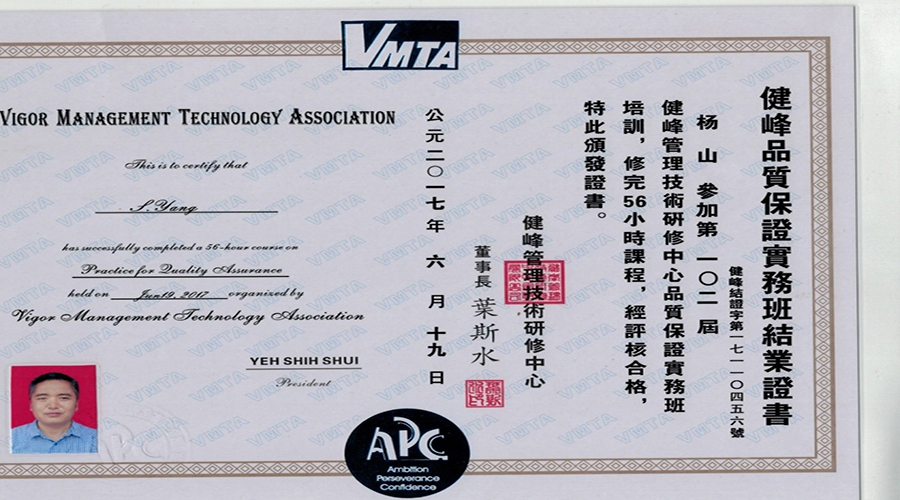 VMTA
VIGOR MANAGEMENT TECHNOLOGY ASSOCIATION
This is to certify that
S. Yang
has successfully completed a 56-hour course on
Practice for Quality Assurance
held on Jun19, 2017 organized by
Vigor Management Technology Association
YEH SHIH SHUI
President
健峰品質保證實務班結業證書
健峰結證字第一七一一〇四五六號
杨山 參加第一〇二屆
健峰管理技術研修中心品質保證實務班
培訓，修完56小時課程，經評核合格，
特此頒發證書。
健峰管理技術研修中心
董事長 葉斯水
公元二〇一七年六月十九日
APC
Ambition
Perseverance
Confidence